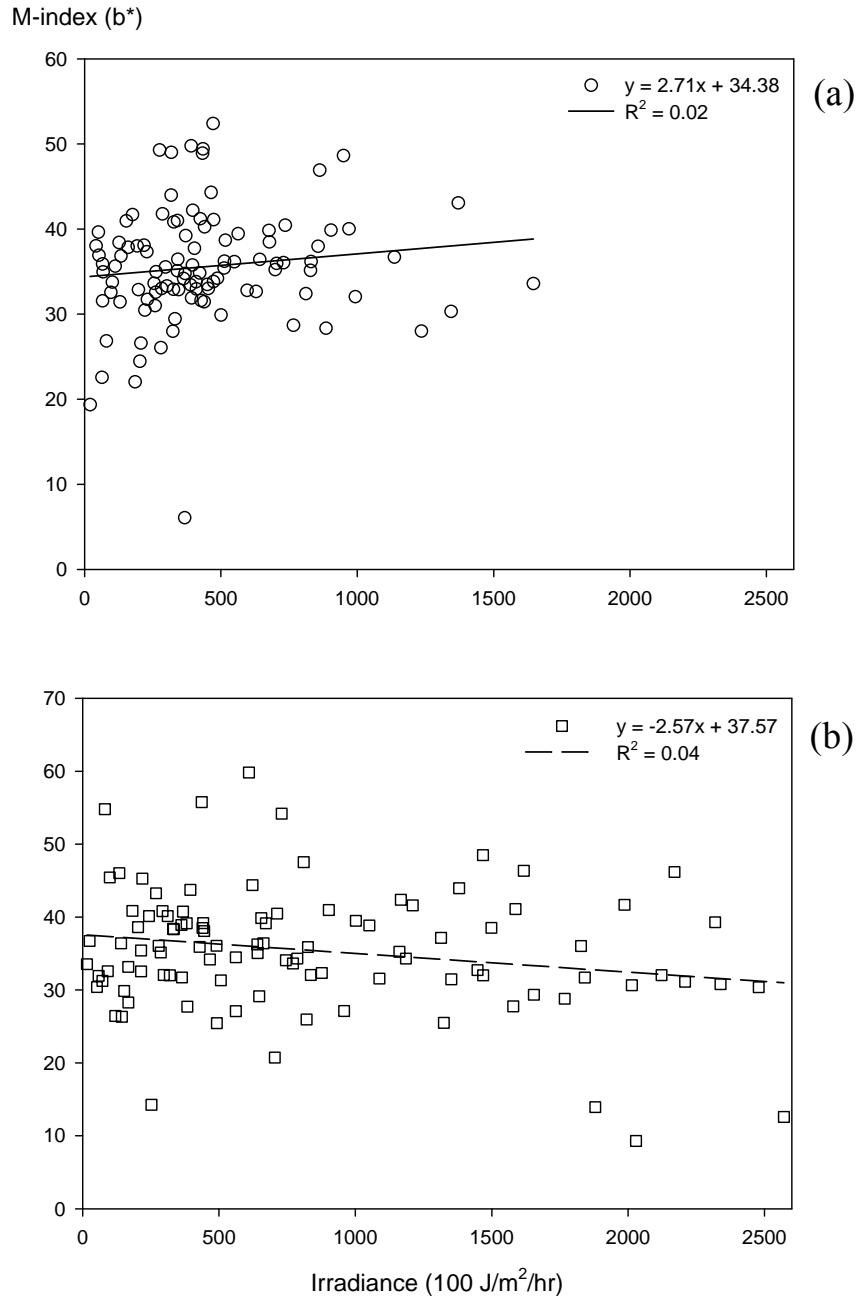 M-index (b*)
60
y = 2.71x + 34.38
R² = 0.02
(a)
50
40
30
20
10
0
0 500 1000 1500 2000 2500
70
y = -2.57x + 37.57
R² = 0.04
(b)
60
50
40
30
20
10
0
0 500 1000 1500 2000 2500
Irradiance (100 J/m²/hr)